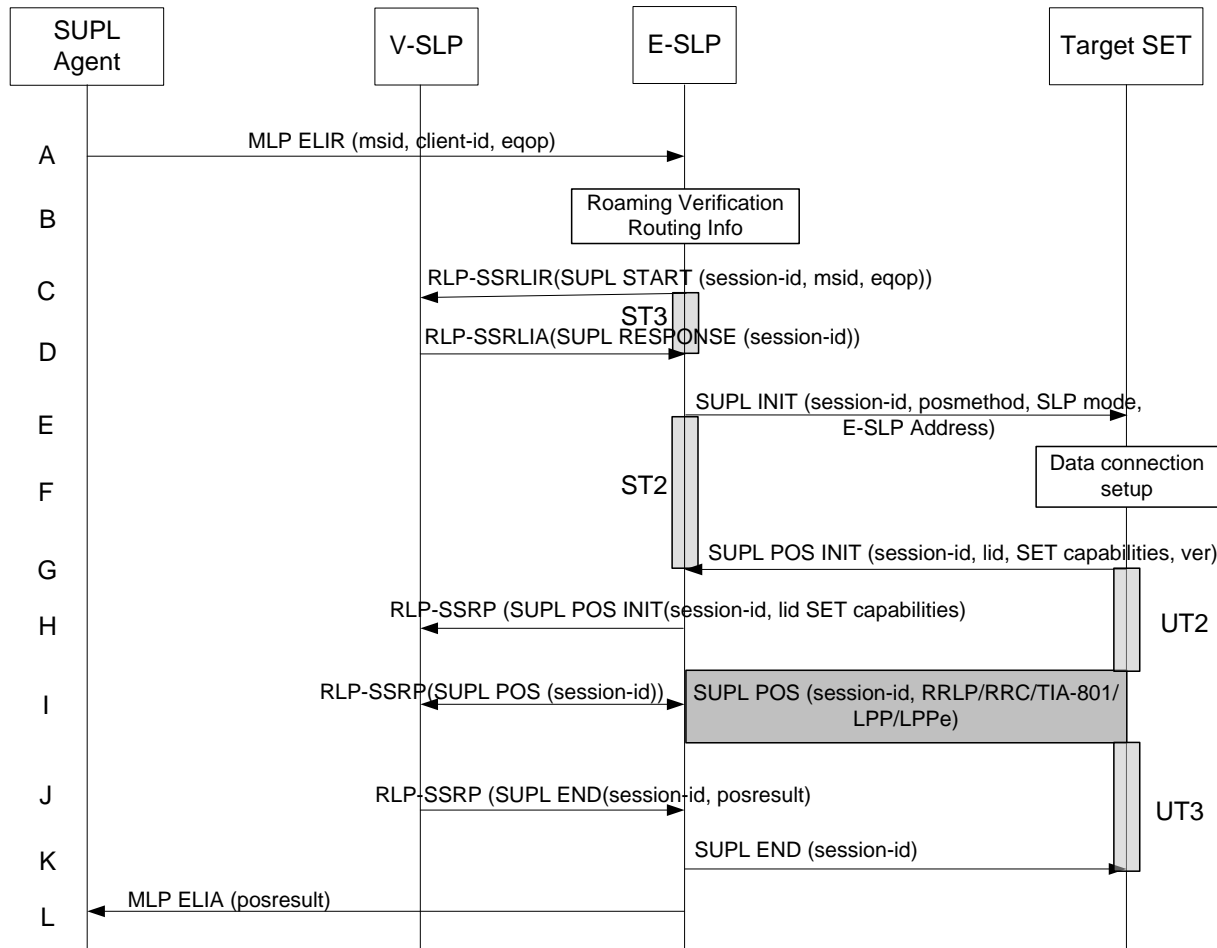 SUPL
Agent
V-SLP
E-SLP
Target SET
A
MLP ELIR (msid, client-id, eqop)
B
Roaming Verification
Routing Info
C
RLP-SSRLIR(SUPL START (session-id, msid, eqop))
ST3
D
RLP-SSRLIA(SUPL RESPONSE (session-id))
E
SUPL INIT (session-id, posmethod, SLP mode,
E-SLP Address)
F
ST2
Data connection
setup
G
SUPL POS INIT (session-id, lid, SET capabilities, ver)
H
RLP-SSRP (SUPL POS INIT(session-id, lid SET capabilities)
UT2
I
RLP-SSRP(SUPL POS (session-id))
SUPL POS (session-id, RRLP/RRC/TIA-801/
LPP/LPPe)
J
RLP-SSRP (SUPL END(session-id, posresult)
UT3
K
SUPL END (session-id)
L
MLP ELIA (posresult)